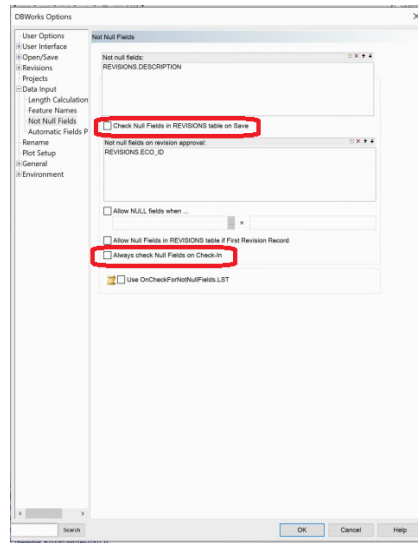 DBWorks Options
User Options
User Interface
Open/Save
Revisions
Projects
Data Input
Length Calculation
Feature Names
Not Null Fields
Automatic Fields P
Rename
Plot Setup
General
Environment
Not Null Fields
Not null fields:
REVISIONS.DESCRIPTION
Check Null Fields in REVISIONS table on Save
Not null fields on revision approval:
REVISIONS.ECO_ID
Allow NULL fields when ...
=
Allow Null Fields in REVISIONS table if First Revision Record
Always check Null Fields on Check-In
Use OnCheckForNotNullFields.LST
Search
OK Cancel Help